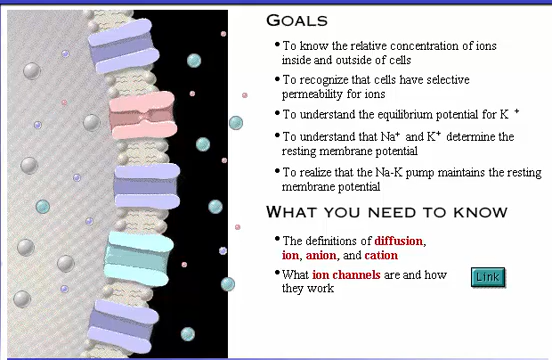 GOALS
• To know the relative concentration of ions
inside and outside of cells
• To recognize that cells have selective
permeability for ions
• To understand the equilibrium potential for K +
• To understand that Na+ and K+ determine the
resting membrane potential
• To realize that the Na-K pump maintains the resting
membrane potential
WHAT YOU NEED TO KNOW
• The definitions of diffusion,
ion, anion, and cation
• What ion channels are and how
they work
Link